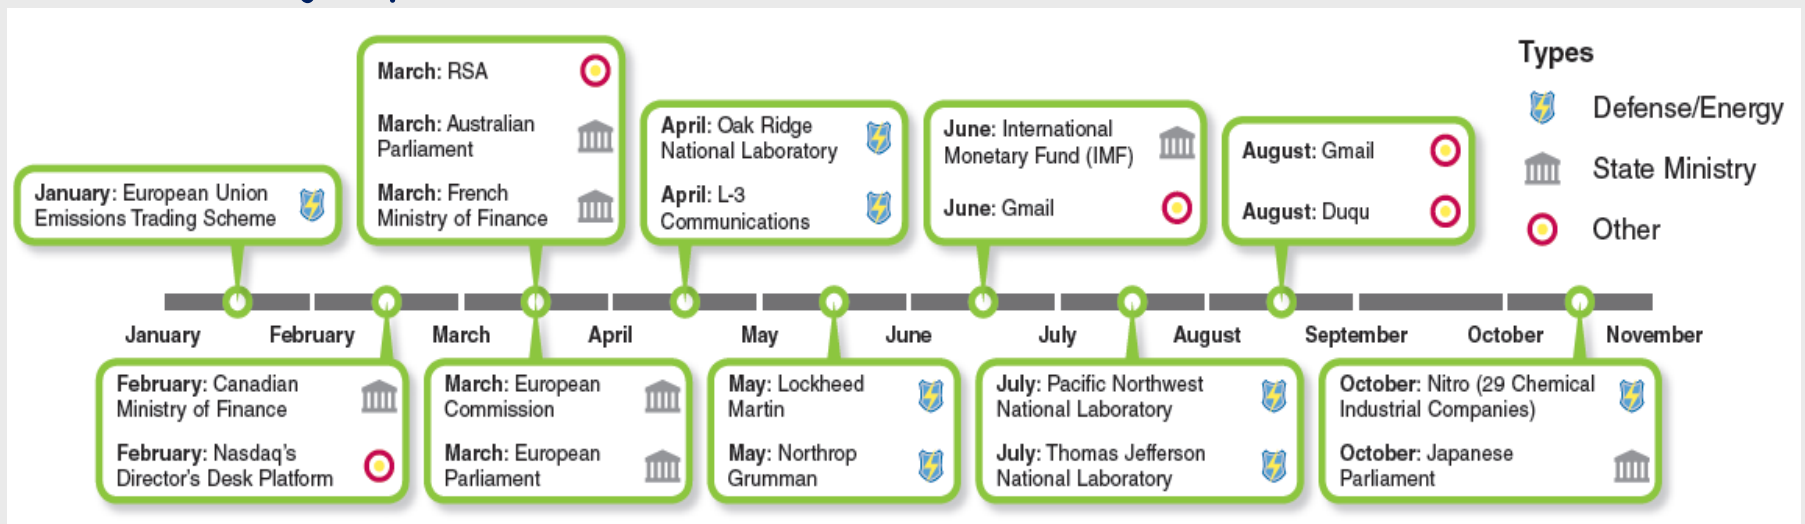 January: European Union
Emissions Trading Scheme
March: RSA
March: Australian
Parliament
March: French
Ministry of Finance
April: Oak Ridge
National Laboratory
April: L-3
Communications
June: International
Monetary Fund (IMF)
June: Gmail
August: Gmail
August: Duqu
Types
Defense/Energy
State Ministry
Other
January
February
March
April
May
June
July
August
September
October
November
February: Canadian
Ministry of Finance
February: Nasdaq's
Director's Desk Platform
March: European
Commission
March: European
Parliament
May: Lockheed
Martin
May: Northrop
Grumman
July: Pacific Northwest
National Laboratory
July: Thomas Jefferson
National Laboratory
October: Nitro (29 Chemical
Industrial Companies)
October: Japanese
Parliament